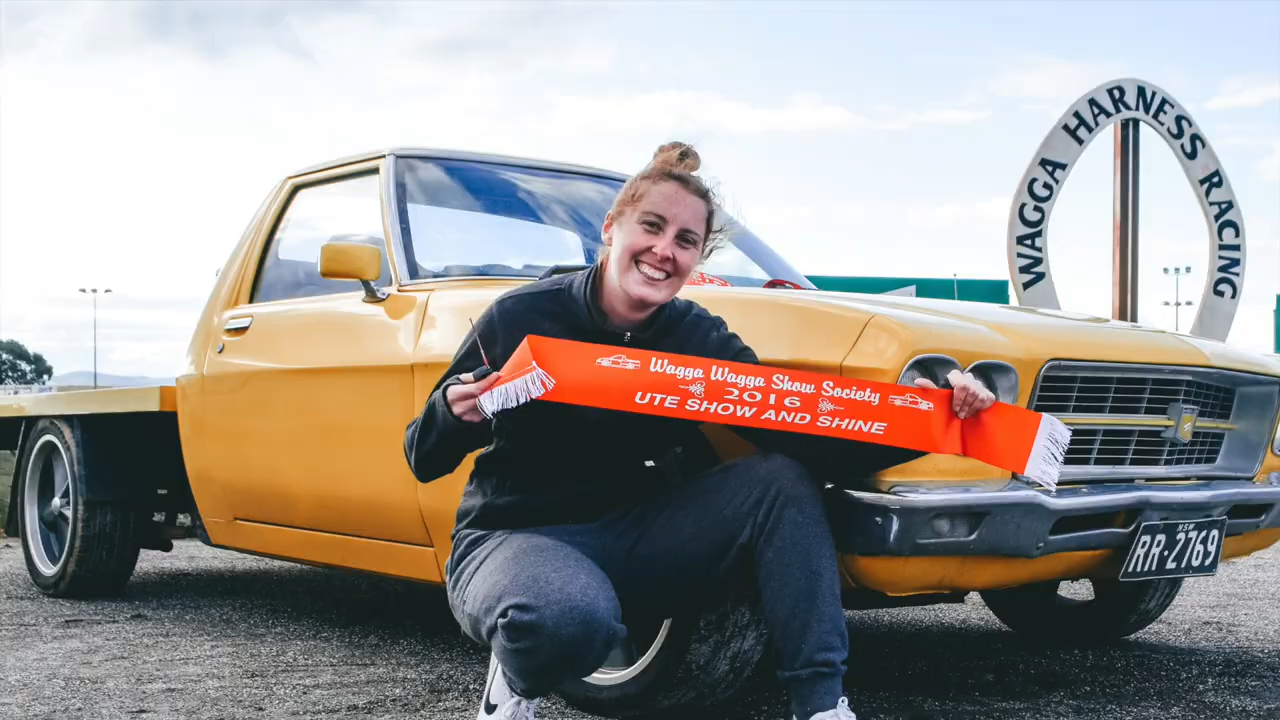 WAGGA HARNESS RACING
Wagga Wagga Show Society
2016
UTE SHOW AND SHINE
NSW
RR·2769